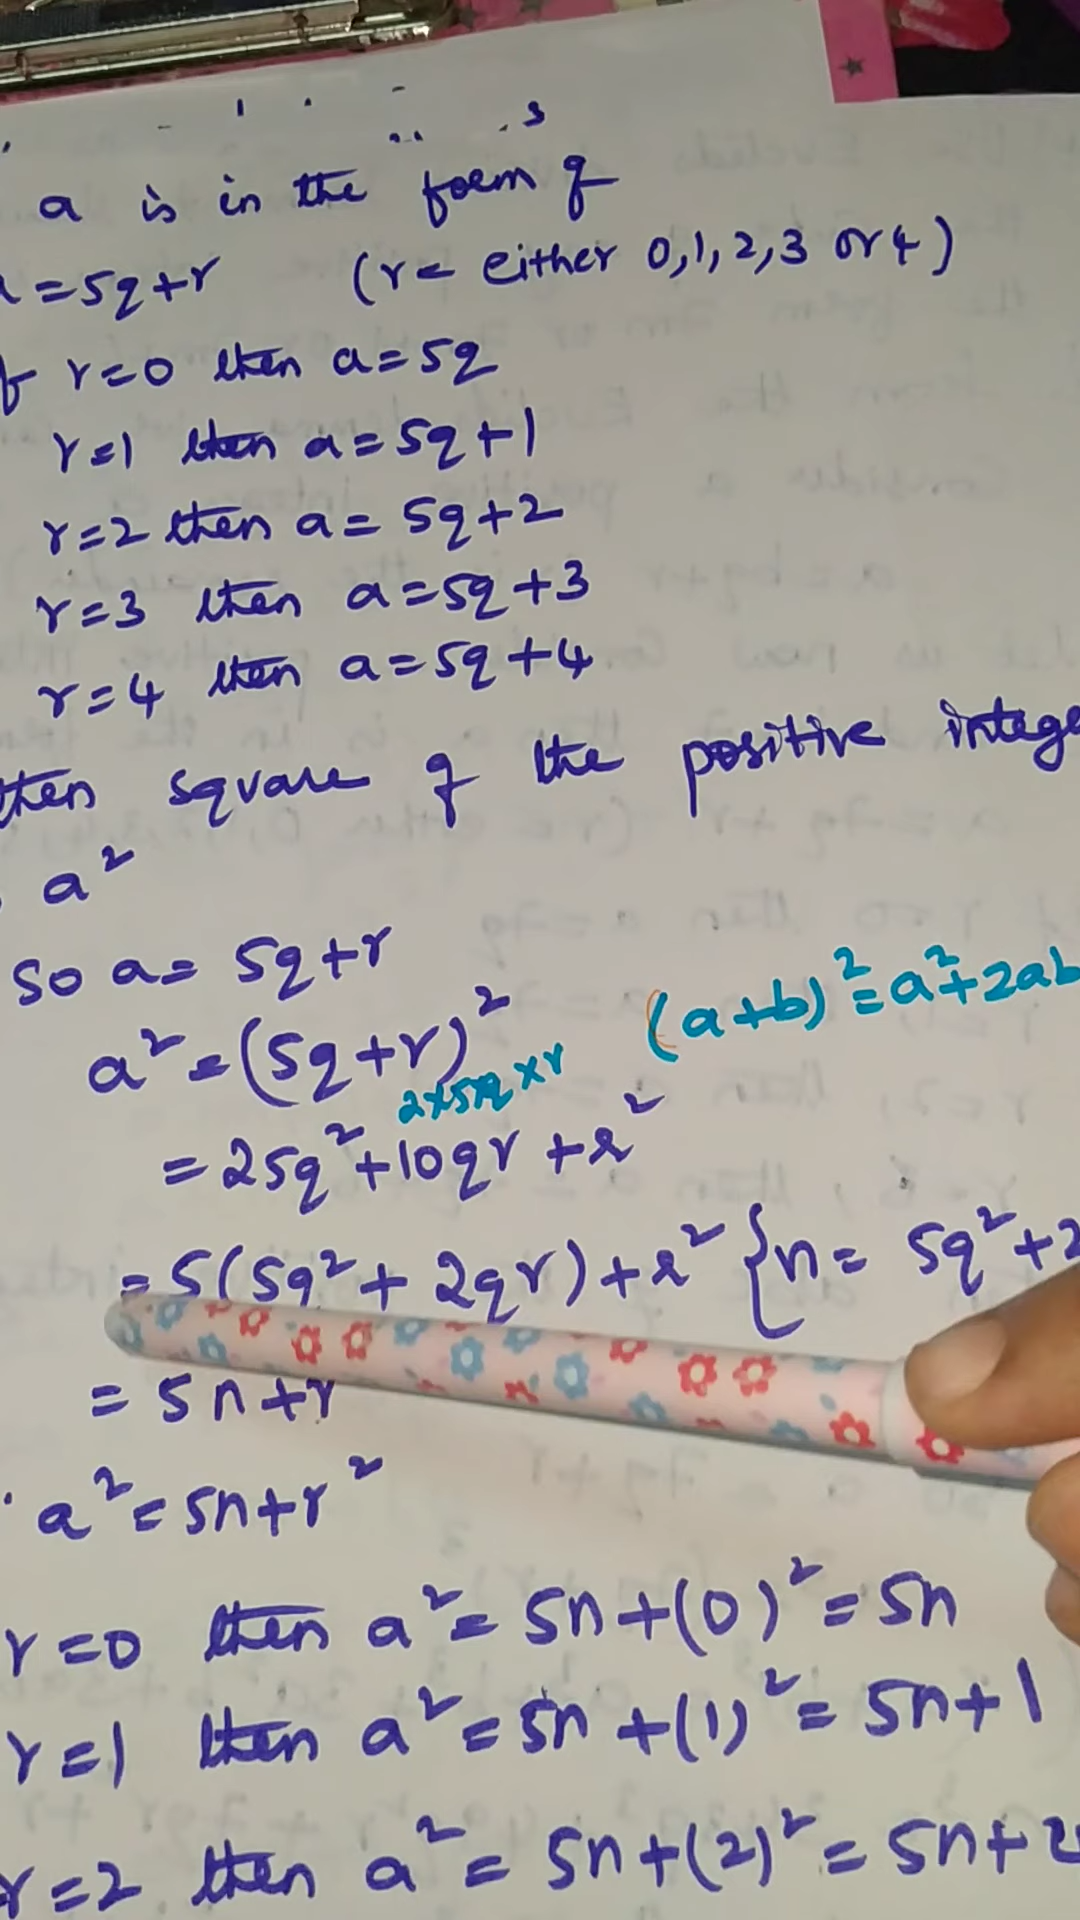 a is in the form of
a=5q+r (r= either 0,1,2,3 or 4)
if r=0 then a=5q
r=1 then a=5q+1
r=2 then a= 5q+2
r=3 then a=5q+3
r=4 then a=5q+4
then square of the positive intege
a²
so a= 5q+r
a²=(5q+r)² (a+b)²=a²+2ab
2×5q×r
=25q²+10qr+r²
=5(5q²+2qr)+r² {n= 5q²+2
=5n+r
a²=5n+r²
r=0 then a²=5n+(0)²=5n
r=1 then a²=5n+(1)²=5n+1
r=2 then a²=5n+(2)²=5n+